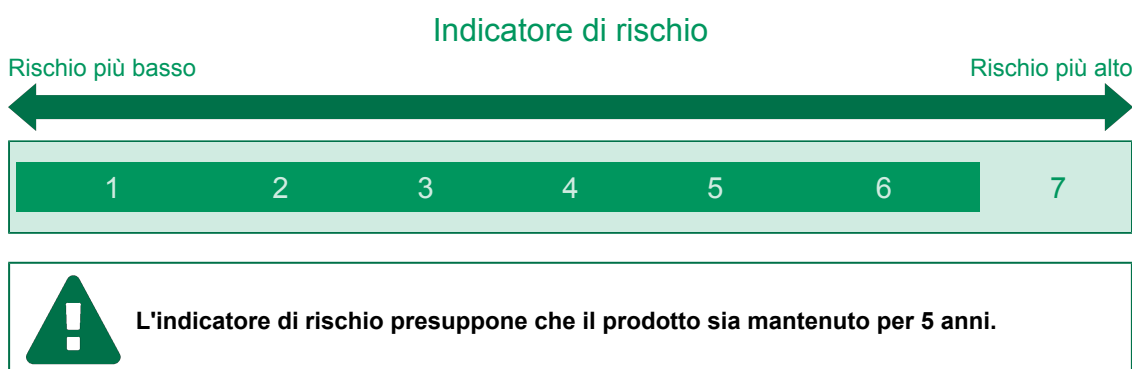 Indicatore di rischio
Rischio più basso Rischio più alto
1 2 3 4 5 6 7
L'indicatore di rischio presuppone che il prodotto sia mantenuto per 5 anni.